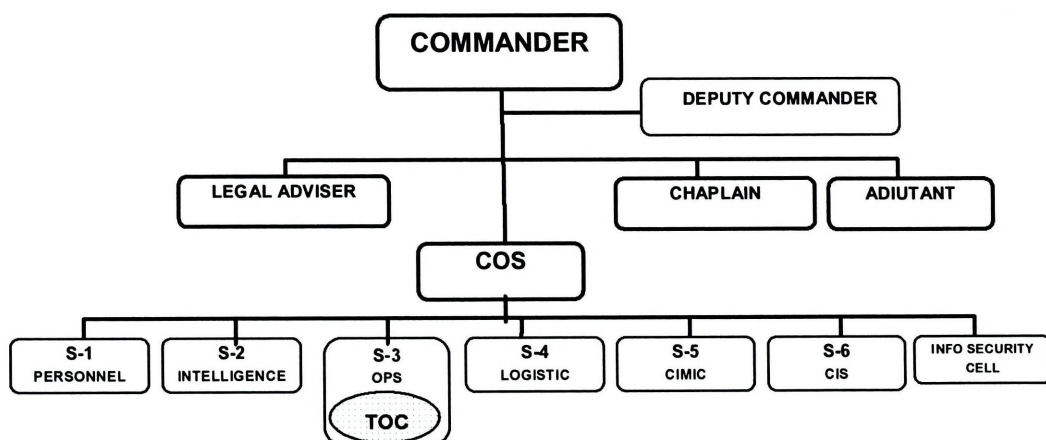 COMMANDER
DEPUTY COMMANDER
LEGAL ADVISER
CHAPLAIN
ADIUTANT
COS
S-1
PERSONNEL
S-2
INTELLIGENCE
S-3
OPS
TOC
S-4
LOGISTIC
S-5
CIMIC
S-6
CIS
INFO SECURITY
CELL